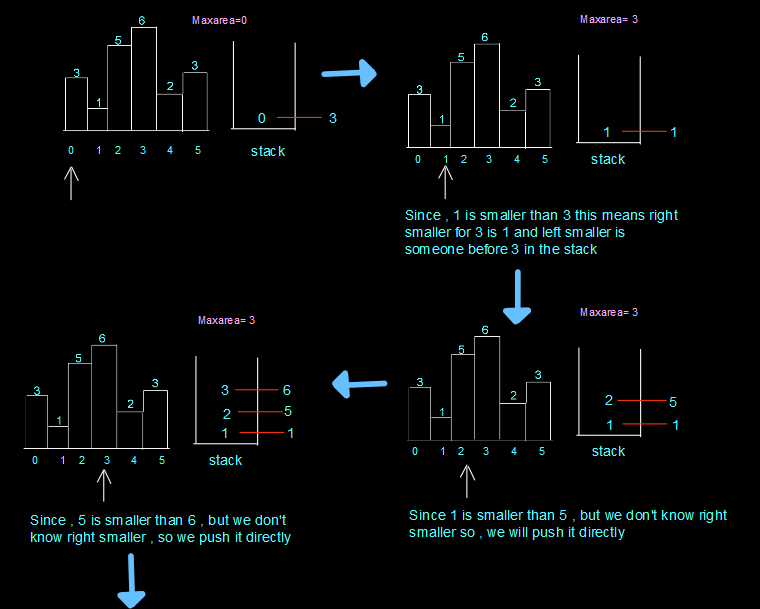 Maxarea=0
3 1 5 6 2 3
0 3
0 1 2 3 4 5
stack
Maxarea= 3
3 1 5 6 2 3
1 1
0 1 2 3 4 5
stack
Since , 1 is smaller than 3 this means right
smaller for 3 is 1 and left smaller is
someone before 3 in the stack
Maxarea= 3
3 1 5 6 2 3
2 5
1 1
0 1 2 3 4 5
stack
Since 1 is smaller than 5 , but we don't know right
smaller so , we will push it directly
Maxarea= 3
3 1 5 6 2 3
3 6
2 5
1 1
0 1 2 3 4 5
stack
Since , 5 is smaller than 6 , but we don't
know right smaller , so we push it directly